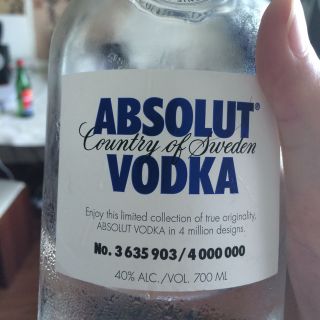 ABSOLUT®
Country of Sweden
VODKA
Enjoy this limited collection of true originality,
ABSOLUT VODKA in 4 million designs.
No. 3 635 903/4 000 000
40% ALC./VOL. 700 ML